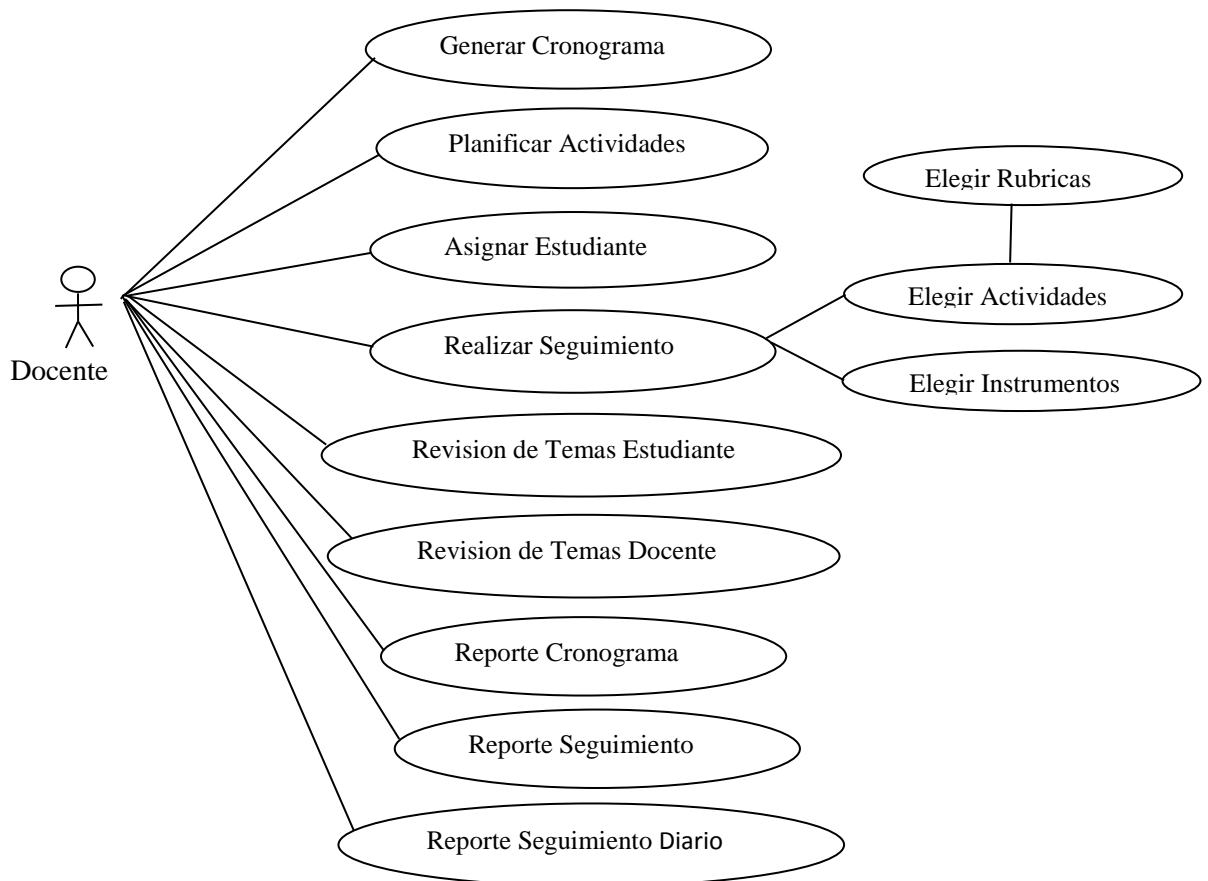 Generar Cronograma
Planificar Actividades
Elegir Rubricas
Asignar Estudiante
Elegir Actividades
Realizar Seguimiento
Docente
Elegir Instrumentos
Revision de Temas Estudiante
Revision de Temas Docente
Reporte Cronograma
Reporte Seguimiento
Reporte Seguimiento Diario